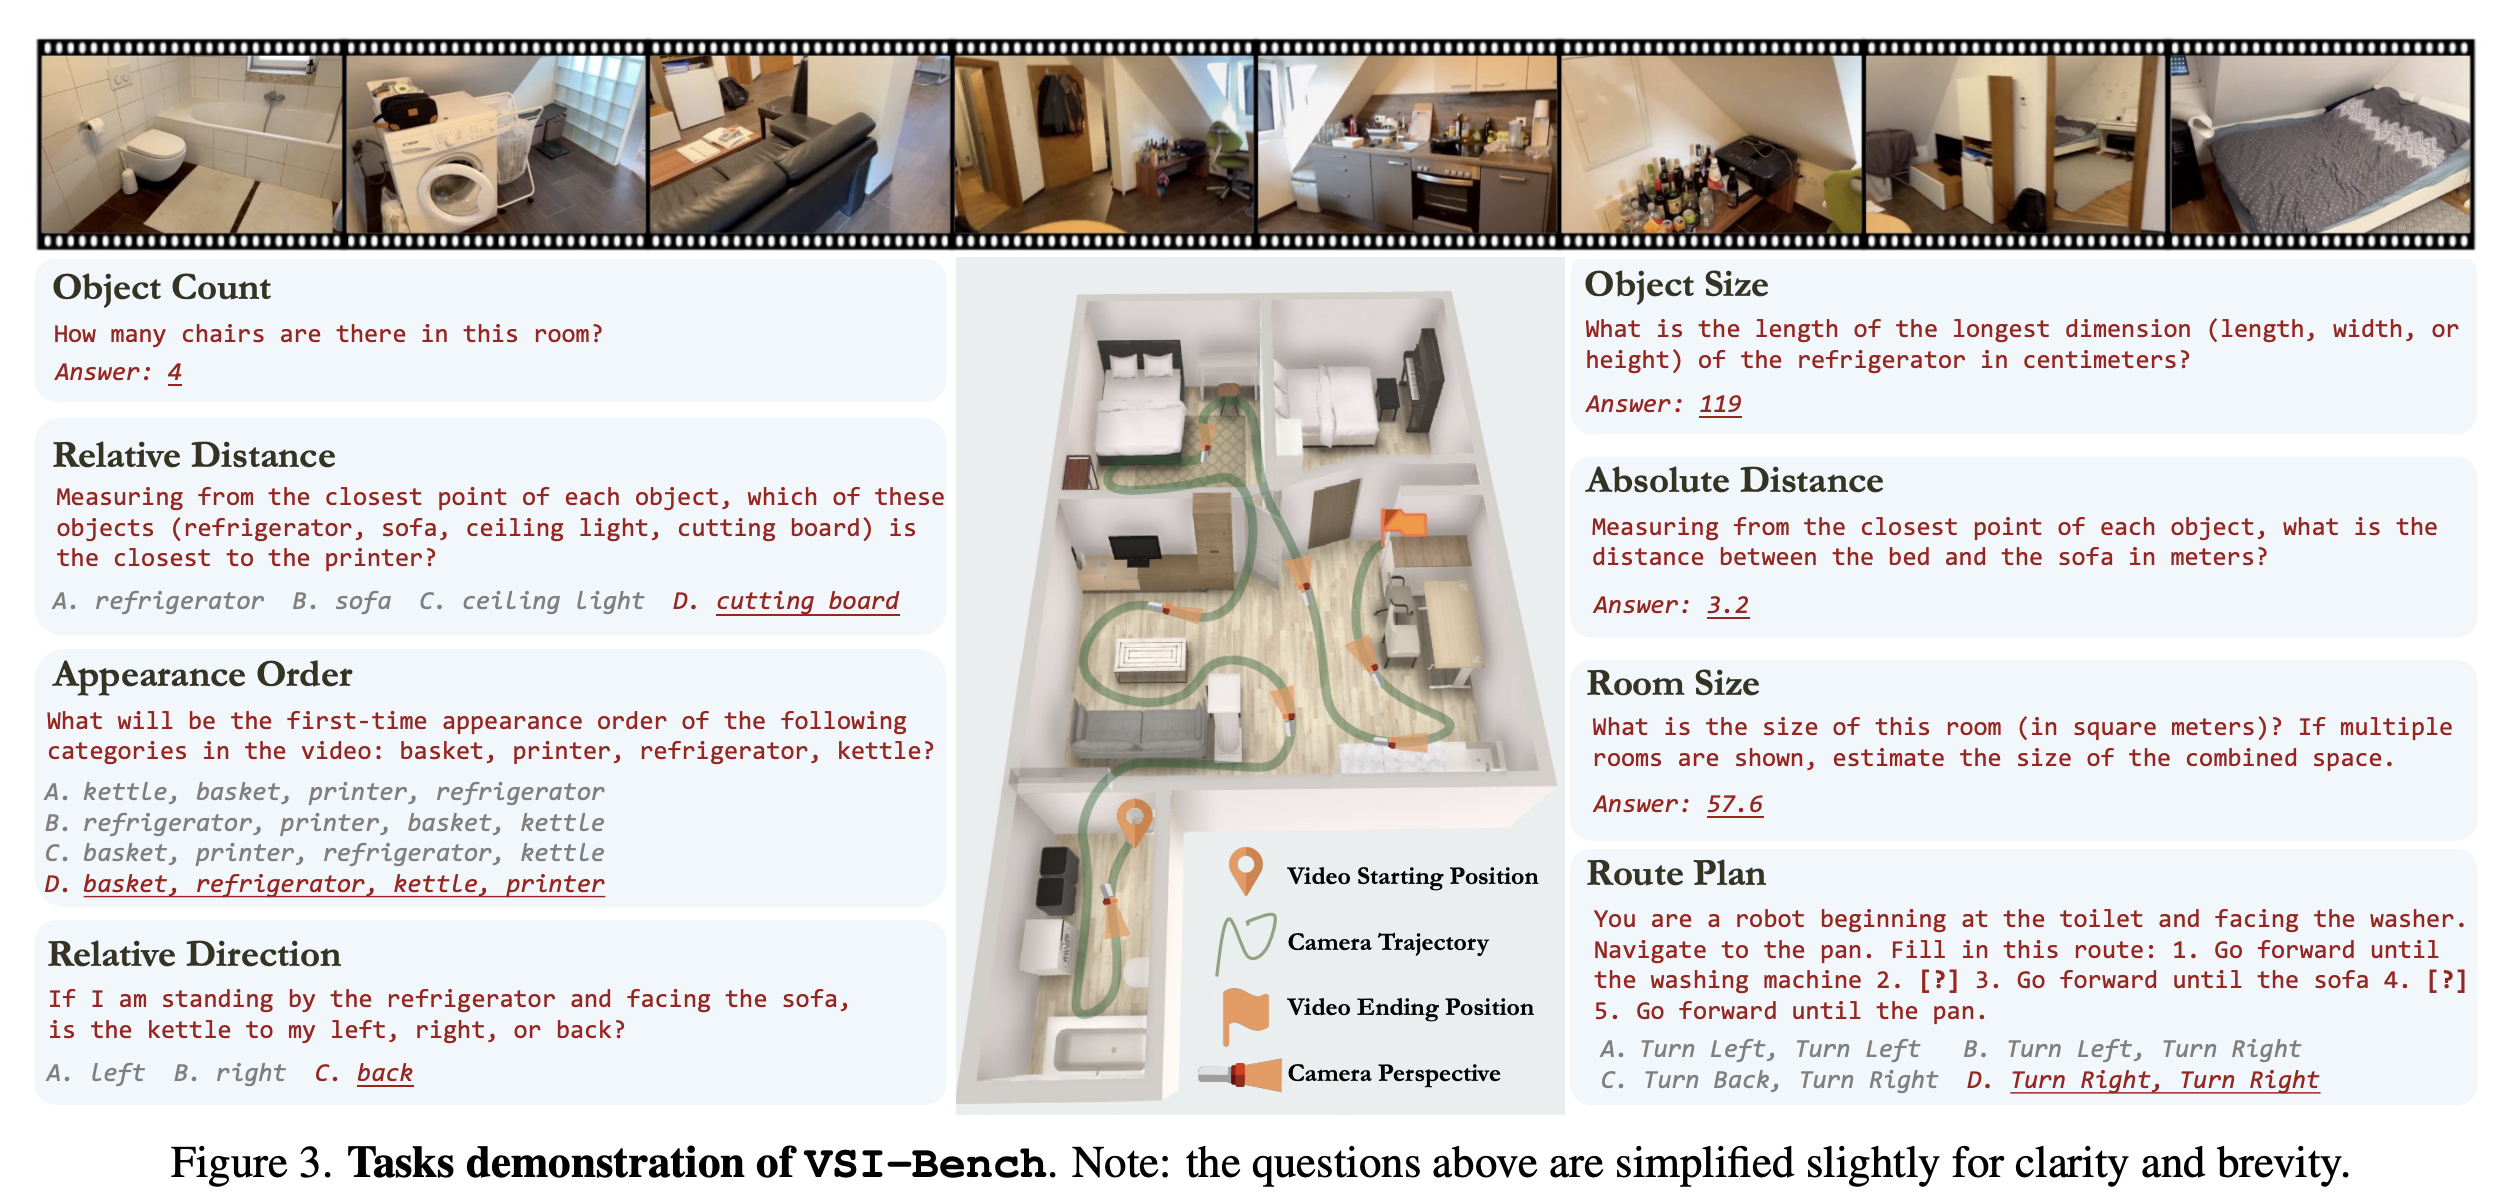 Object Count
How many chairs are there in this room?
Answer: 4
Relative Distance
Measuring from the closest point of each object, which of these
objects (refrigerator, sofa, ceiling light, cutting board) is
the closest to the printer?
A. refrigerator B. sofa C. ceiling light D. cutting board
Appearance Order
What will be the first-time appearance order of the following
categories in the video: basket, printer, refrigerator, kettle?
A. kettle, basket, printer, refrigerator
B. refrigerator, printer, basket, kettle
C. basket, printer, refrigerator, kettle
D. basket, refrigerator, kettle, printer
Relative Direction
If I am standing by the refrigerator and facing the sofa,
is the kettle to my left, right, or back?
A. left B. right C. back
Video Starting Position
Camera Trajectory
Video Ending Position
Camera Perspective
Object Size
What is the length of the longest dimension (length, width, or
height) of the refrigerator in centimeters?
Answer: 119
Absolute Distance
Measuring from the closest point of each object, what is the
distance between the bed and the sofa in meters?
Answer: 3.2
Room Size
What is the size of this room (in square meters)? If multiple
rooms are shown, estimate the size of the combined space.
Answer: 57.6
Route Plan
You are a robot beginning at the toilet and facing the washer.
Navigate to the pan. Fill in this route: 1. Go forward until
the washing machine 2. [?] 3. Go forward until the sofa 4. [?]
5. Go forward until the pan.
A. Turn Left, Turn Left B. Turn Left, Turn Right
C. Turn Back, Turn Right D. Turn Right, Turn Right
Figure 3. Tasks demonstration of VSI-Bench. Note: the questions above are simplified slightly for clarity and brevity.